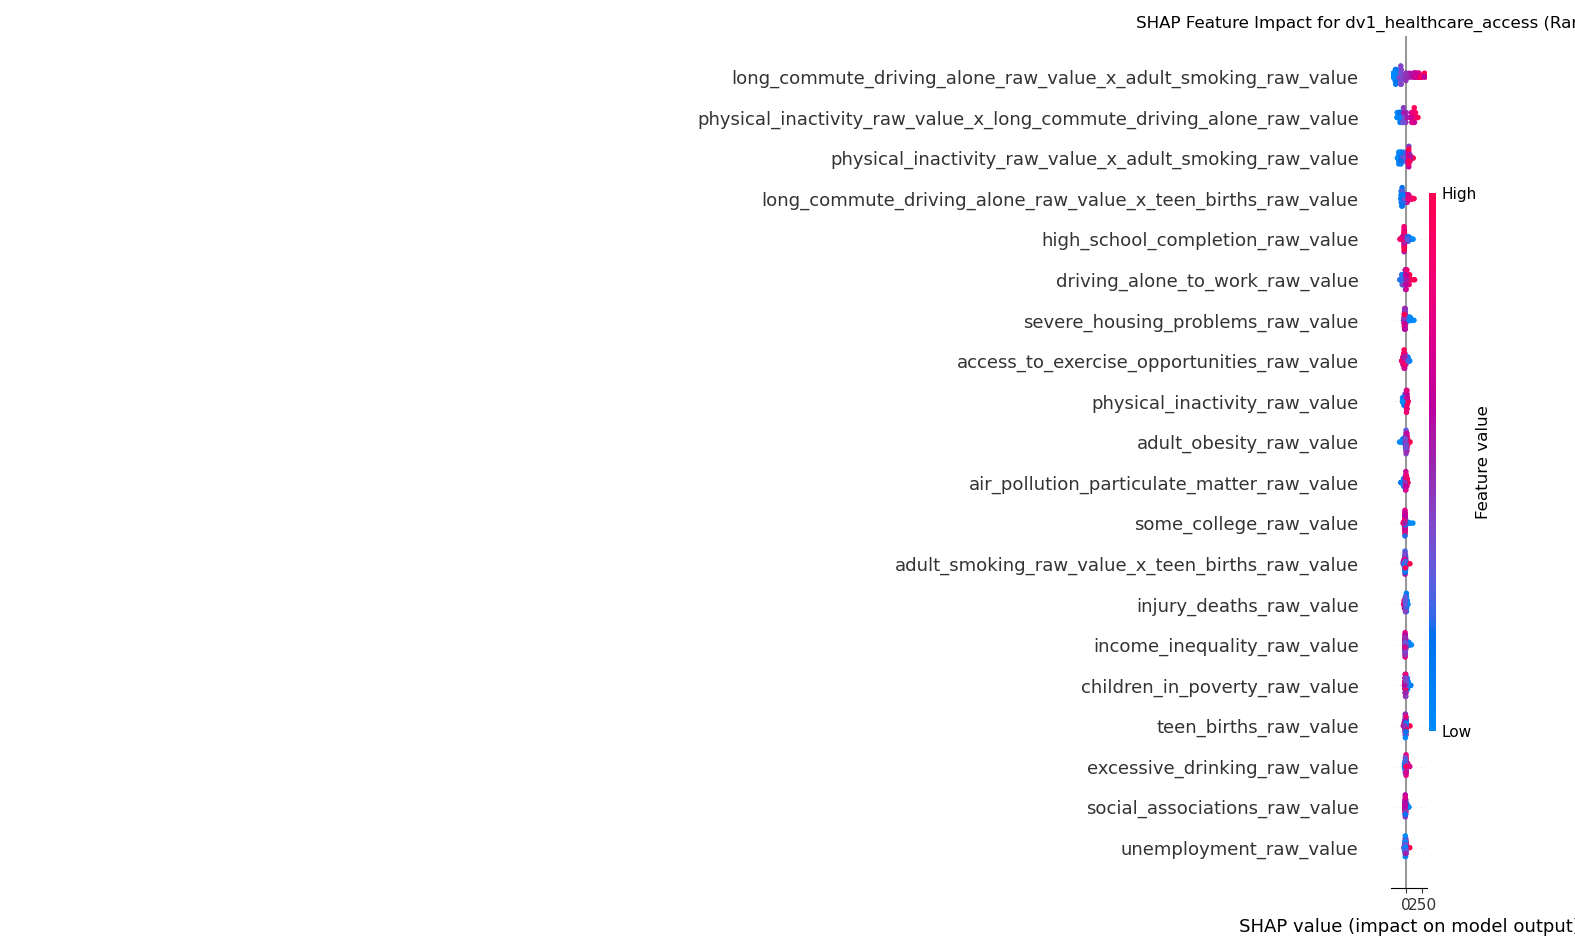 SHAP Feature Impact for dv1_healthcare_access (Ra
long_commute_driving_alone_raw_value_x_adult_smoking_raw_value
physical_inactivity_raw_value_x_long_commute_driving_alone_raw_value
physical_inactivity_raw_value_x_adult_smoking_raw_value
long_commute_driving_alone_raw_value_x_teen_births_raw_value
High
high_school_completion_raw_value
driving_alone_to_work_raw_value
severe_housing_problems_raw_value
access_to_exercise_opportunities_raw_value
physical_inactivity_raw_value
adult_obesity_raw_value
Feature value
air_pollution_particulate_matter_raw_value
some_college_raw_value
adult_smoking_raw_value_x_teen_births_raw_value
injury_deaths_raw_value
income_inequality_raw_value
children_in_poverty_raw_value
teen_births_raw_value
Low
excessive_drinking_raw_value
social_associations_raw_value
unemployment_raw_value
0 250
SHAP value (impact on model output)